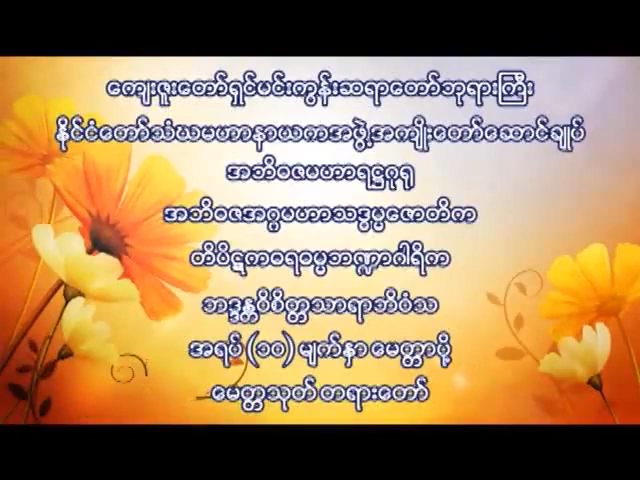 ကျေးဇူးတော်ရှင်မင်းကွန်းဆရာတော်ဘုရားကြီး
နိုင်ငံတော်သံဃမဟာနာယကအဖွဲ့အကျိုးတော်ဆောင်ချုပ်
အဘိဓဇမဟာရဋ္ဌဂုရု
အဘိဓဇအဂ္ဂမဟာသဒ္ဓမ္မဇောတိက
တိပိဋကဓရဓမ္မဘဏ္ဍာဂါရိက
ဘဒ္ဒန္တဝိစိတ္တသာရာဘိဝံသ
အရပ် (၁၀) မျက်နှာ မေတ္တာပို့
မေတ္တသုတ် တရားတော်